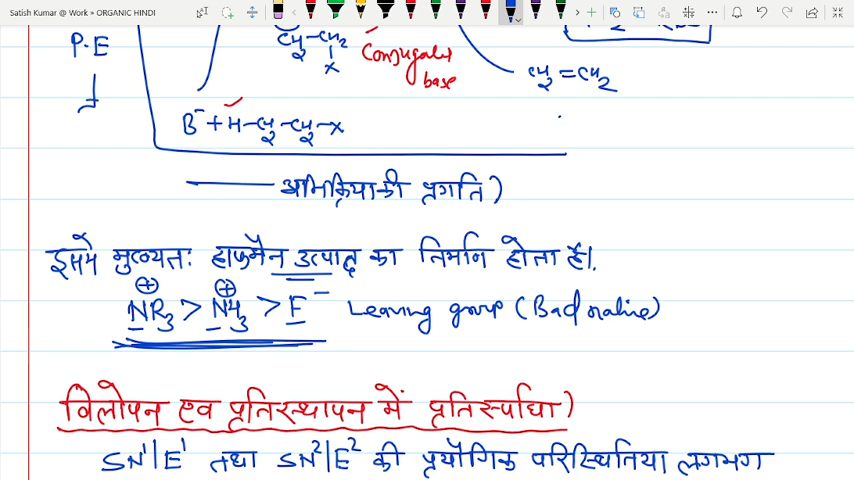 Satish Kumar @ Work » ORGANIC HINDI
P.E
CH2-CH2
x
Conjugate
base
CH2=CH2
B- + H-CH2-CH2-x
अभिक्रिया की प्रगति)
इसमे मुख्यतः हाफमैन उत्पाद का निर्माण होता है।
⊕NR3 > ⊕NH3 > F- Leaving group (Bad native)
विलोपन एवं प्रतिस्थापन में प्रतिस्पर्धा)
SN1|E1 तथा SN2|E2 की प्रयोगिक परिस्थितिया लगभग